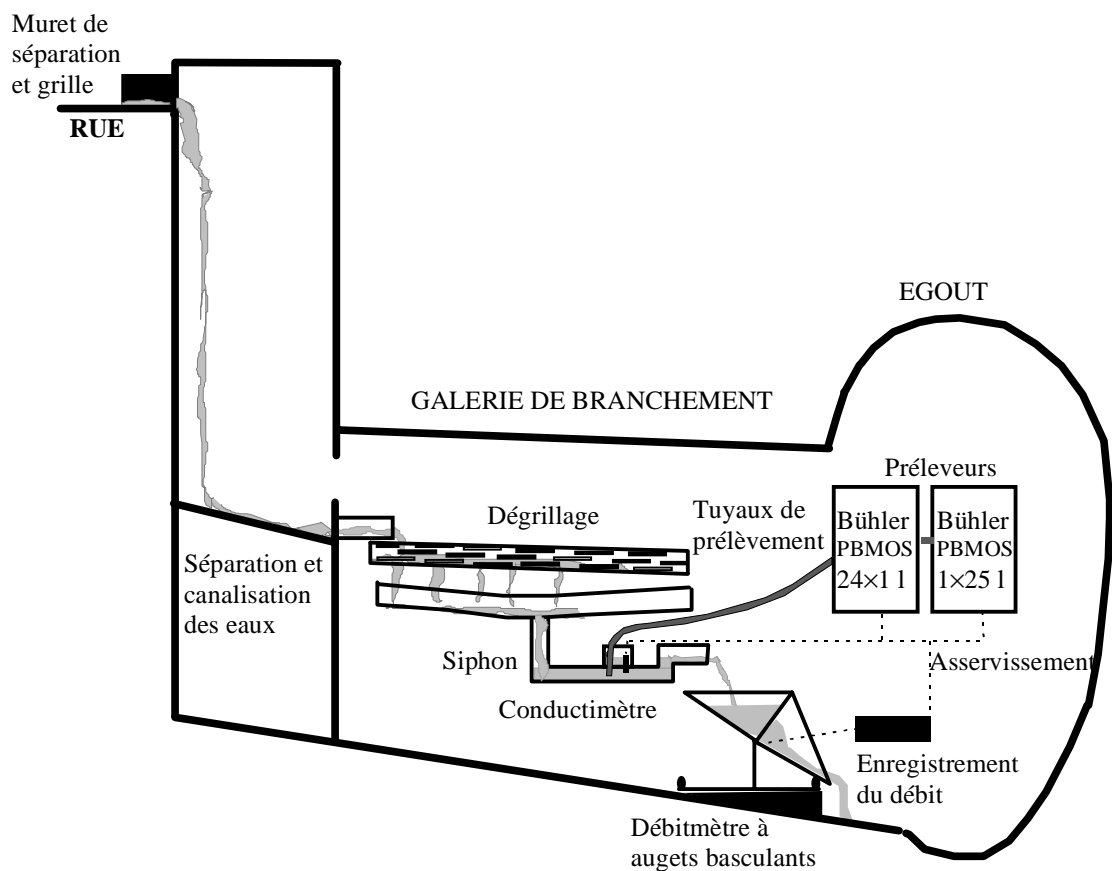 Muret de
séparation
et grille
RUE
EGOUT
GALERIE DE BRANCHEMENT
Préleveurs
Bühler
PBMOS
24×1 l
Bühler
PBMOS
1×25 l
Tuyaux de
prélèvement
Dégrillage
Séparation et
canalisation
des eaux
Siphon
Asservissement
Conductimètre
Enregistrement
du débit
Débitmètre à
augets basculants